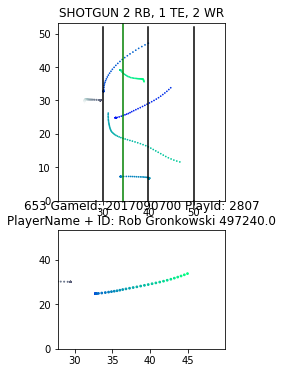 SHOTGUN 2 RB, 1 TE, 2 WR
50
40
30
20
10
0
30 40 50
653 GameId: 2017090700 PlayId: 2807
PlayerName + ID: Rob Gronkowski 497240.0
40
20
0
30 35 40 45